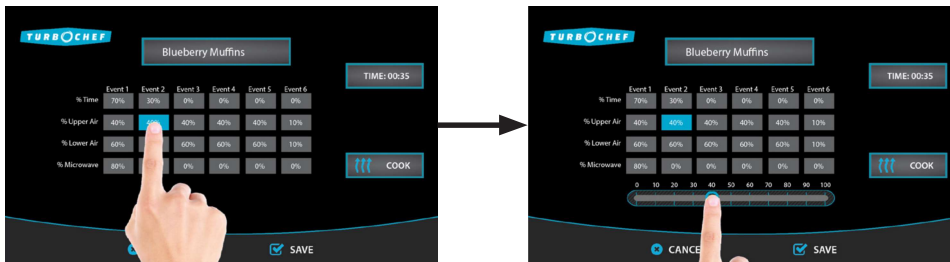 TURBOCHEF
Blueberry Muffins
TIME: 00:35
Event 1 Event 2 Event 3 Event 4 Event 5 Event 6
% Time 70% 30% 0% 0% 0% 0%
% Upper Air 40% 40% 40% 40% 40% 10%
% Lower Air 60% 60% 60% 60% 10%
% Microwave 80% 0% 0% 0% 0%
COOK
SAVE
TURBOCHEF
Blueberry Muffins
TIME: 00:35
Event 1 Event 2 Event 3 Event 4 Event 5 Event 6
% Time 70% 30% 0% 0% 0% 0%
% Upper Air 40% 40% 40% 40% 40% 10%
% Lower Air 60% 60% 60% 60% 60% 10%
% Microwave 80% 0% 0% 0% 0% 0%
COOK
0 10 20 30 40 50 60 70 80 90 100
CANCE
SAVE